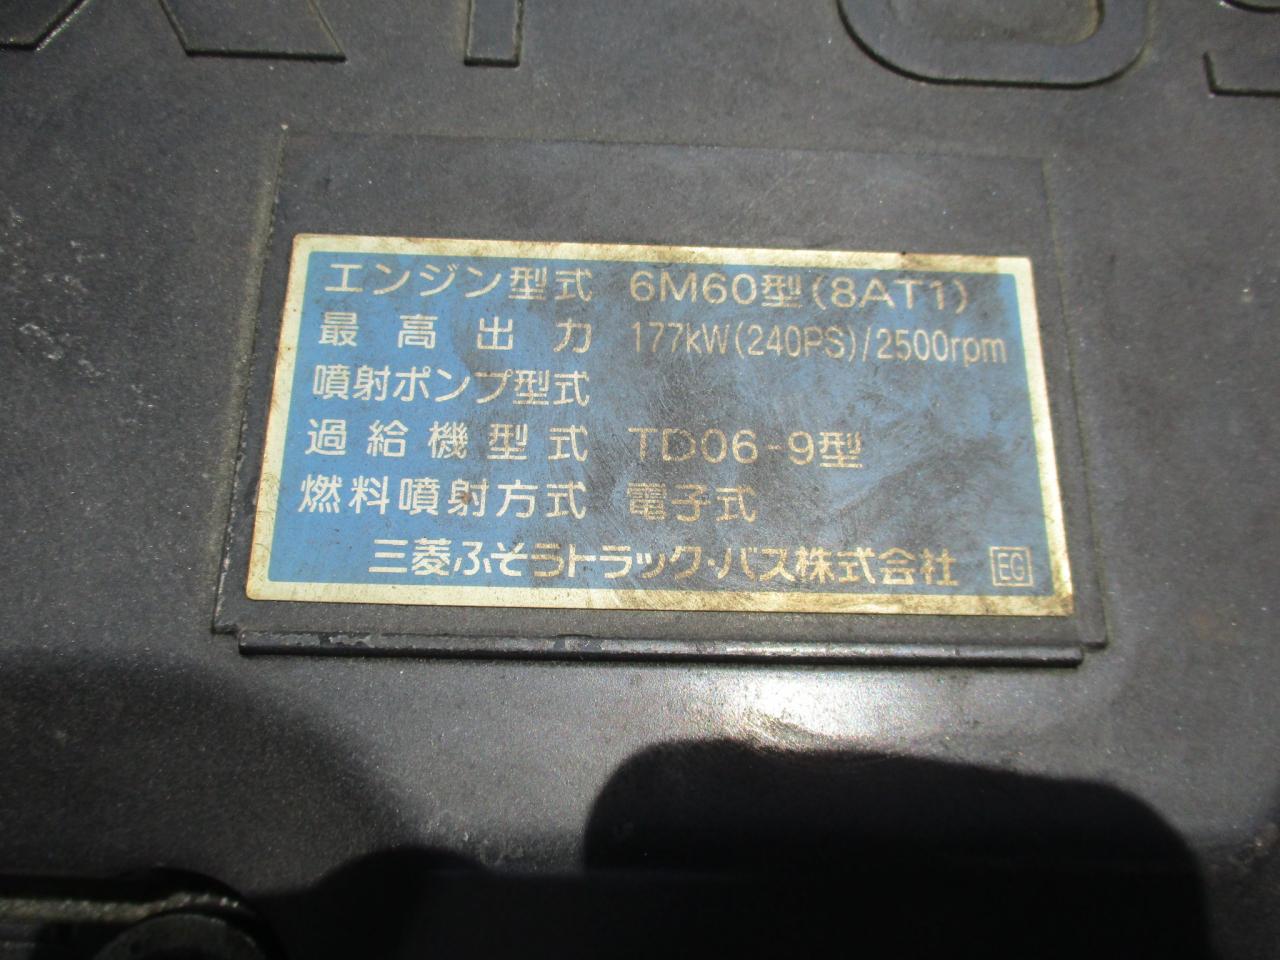 エンジン型式 6M60型(8AT1)
最高出力 177kW(240PS)/2500rpm
噴射ポンプ型式
過給機型式 TD06-9型
燃料噴射方式 電子式
三菱ふそうトラック・バス株式会社 EG